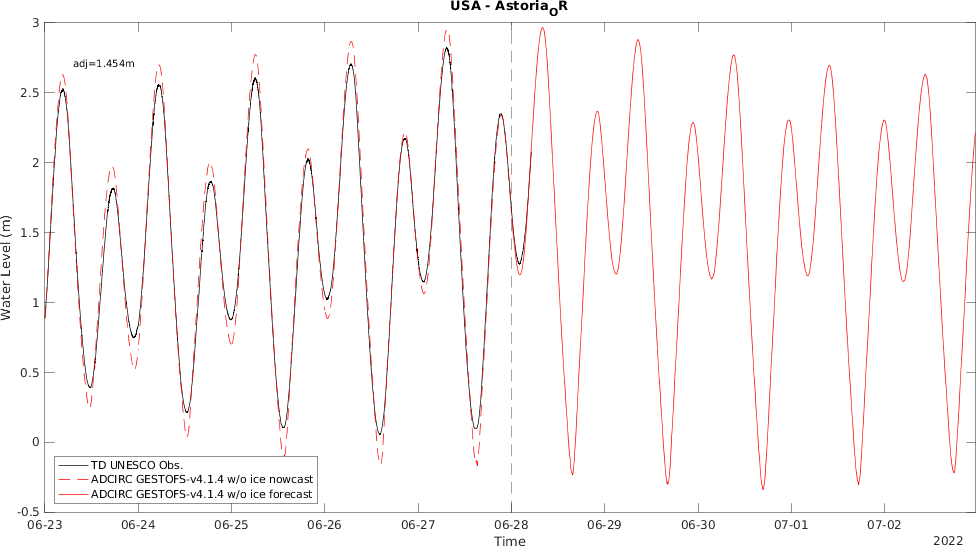 USA - Astoria_OR
adj=1.454m
3
2.5
2
1.5
1
0.5
0
-0.5
Water Level (m)
TD UNESCO Obs.
ADCIRC GESTOFS-v4.1.4 w/o ice nowcast
ADCIRC GESTOFS-v4.1.4 w/o ice forecast
06-23 06-24 06-25 06-26 06-27 06-28 06-29 06-30 07-01 07-02
Time
2022